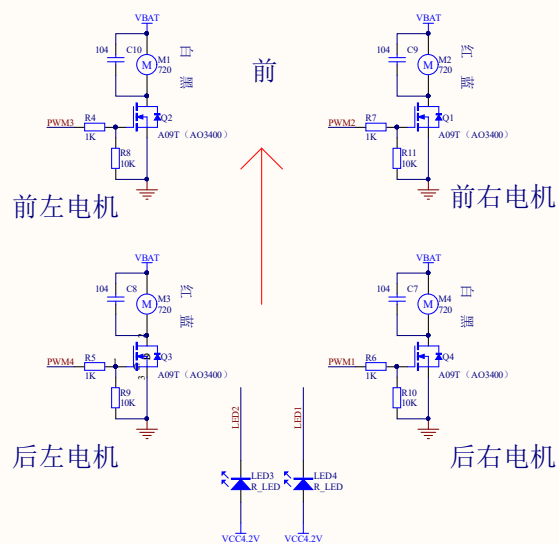 VBAT
104
C10
M1
720
白 黑
PWM3
R4
1K
Q2
R8
10K
A09T（AO3400）
前左电机
前
VBAT
104
C9
M
M2
720
红 蓝
PWM2
R7
1K
Q1
R11
10K
A09T（AO3400）
前右电机
VBAT
104
C8
M
M3
720
红 蓝
PWM4
R5
1K
1
3
Q3
R9
10K
A09T（AO3400）
后左电机
VBAT
104
C7
M
M4
720
白 黑
PWM1
R6
1K
Q4
R10
10K
A09T（AO3400）
后右电机
LED2
LED3
R_LED
VCC4.2V
LED1
LED4
R_LED
VCC4.2V